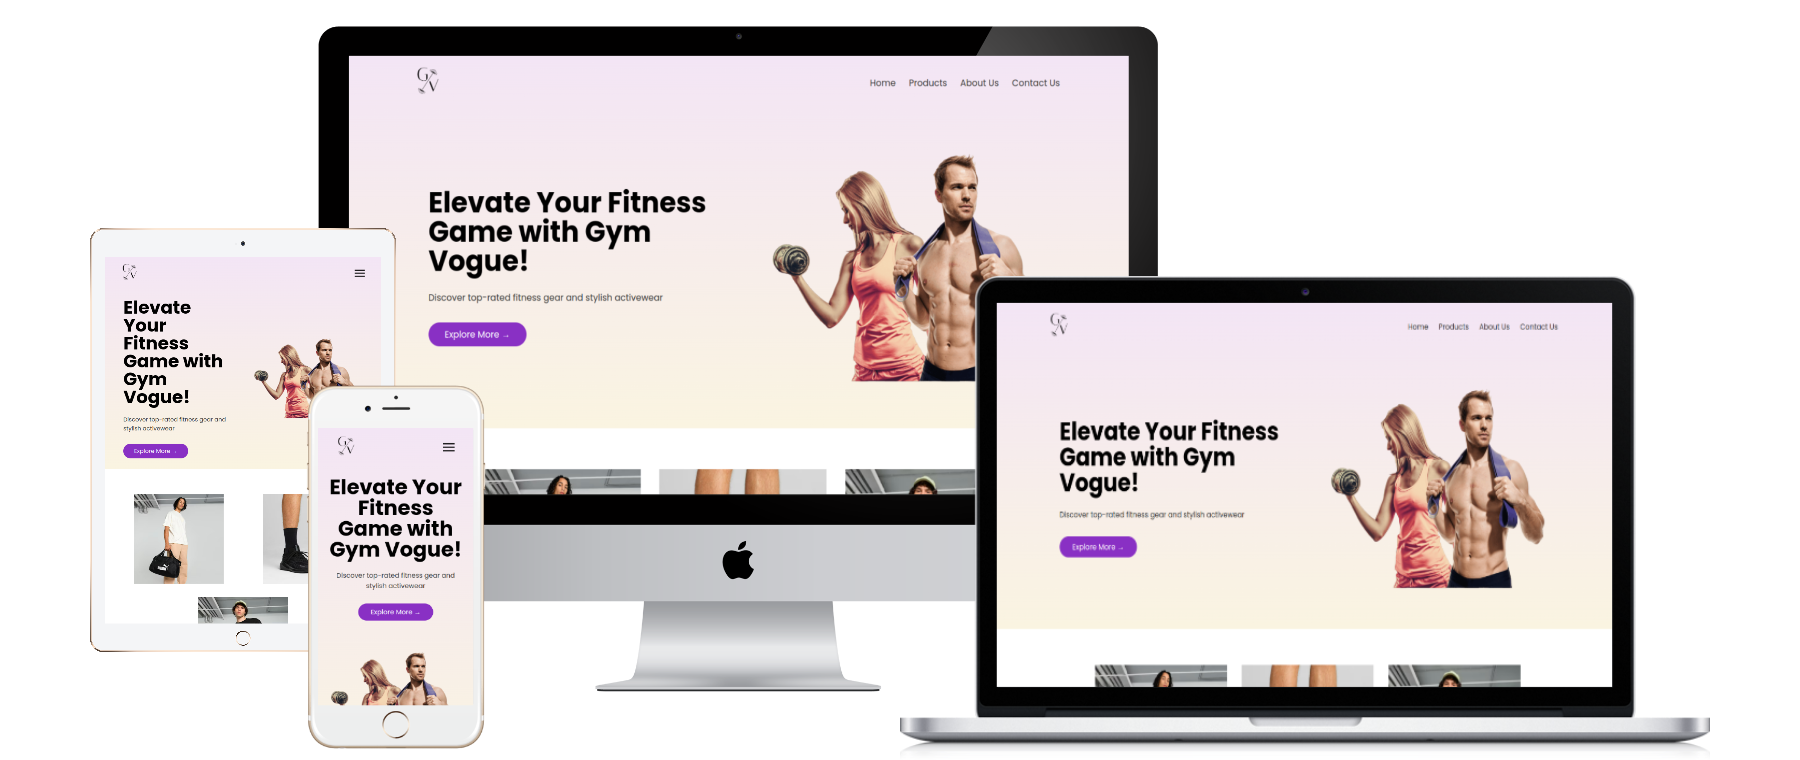 GV
Home Products About Us Contact Us
Elevate Your Fitness
Game with Gym
Vogue!
Discover top-rated fitness gear and stylish activewear
Explore More →
GV
Elevate
Your
Fitness
Game with
Gym
Vogue!
Discover top-rated fitness gear and
stylish activewear
Explore More →
GV
Elevate Your
Fitness
Game with
Gym Vogue!
Discover top-rated fitness gear and
stylish activewear
Explore More →
GV
Home Products About Us Contact Us
Elevate Your Fitness
Game with Gym
Vogue!
Discover top-rated fitness gear and stylish activewear
Explore More →